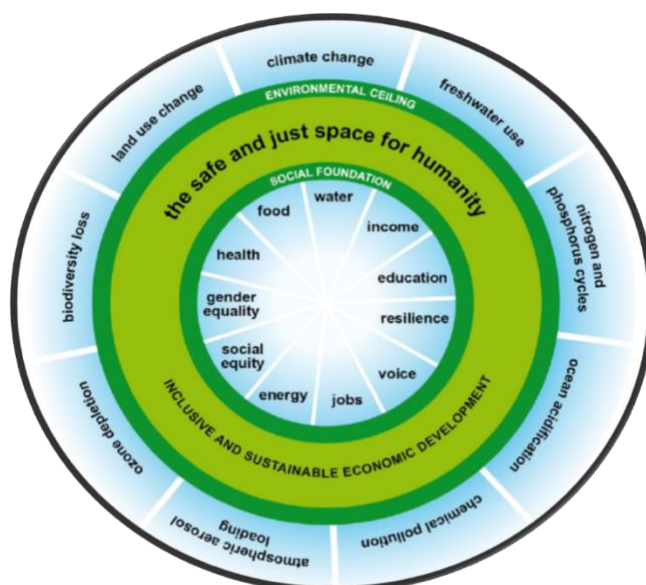 climate change
freshwater use
nitrogen and
phosphorus cycles
ocean acidification
chemical pollution
atmospheric aerosol
loading
ozone depletion
biodiversity loss
land use change
ENVIRONMENTAL CEILING
the safe and just space for humanity
SOCIAL FOUNDATION
water
income
education
resilience
voice
jobs
energy
social
equity
gender
equality
health
food
INCLUSIVE AND SUSTAINABLE ECONOMIC DEVELOPMENT